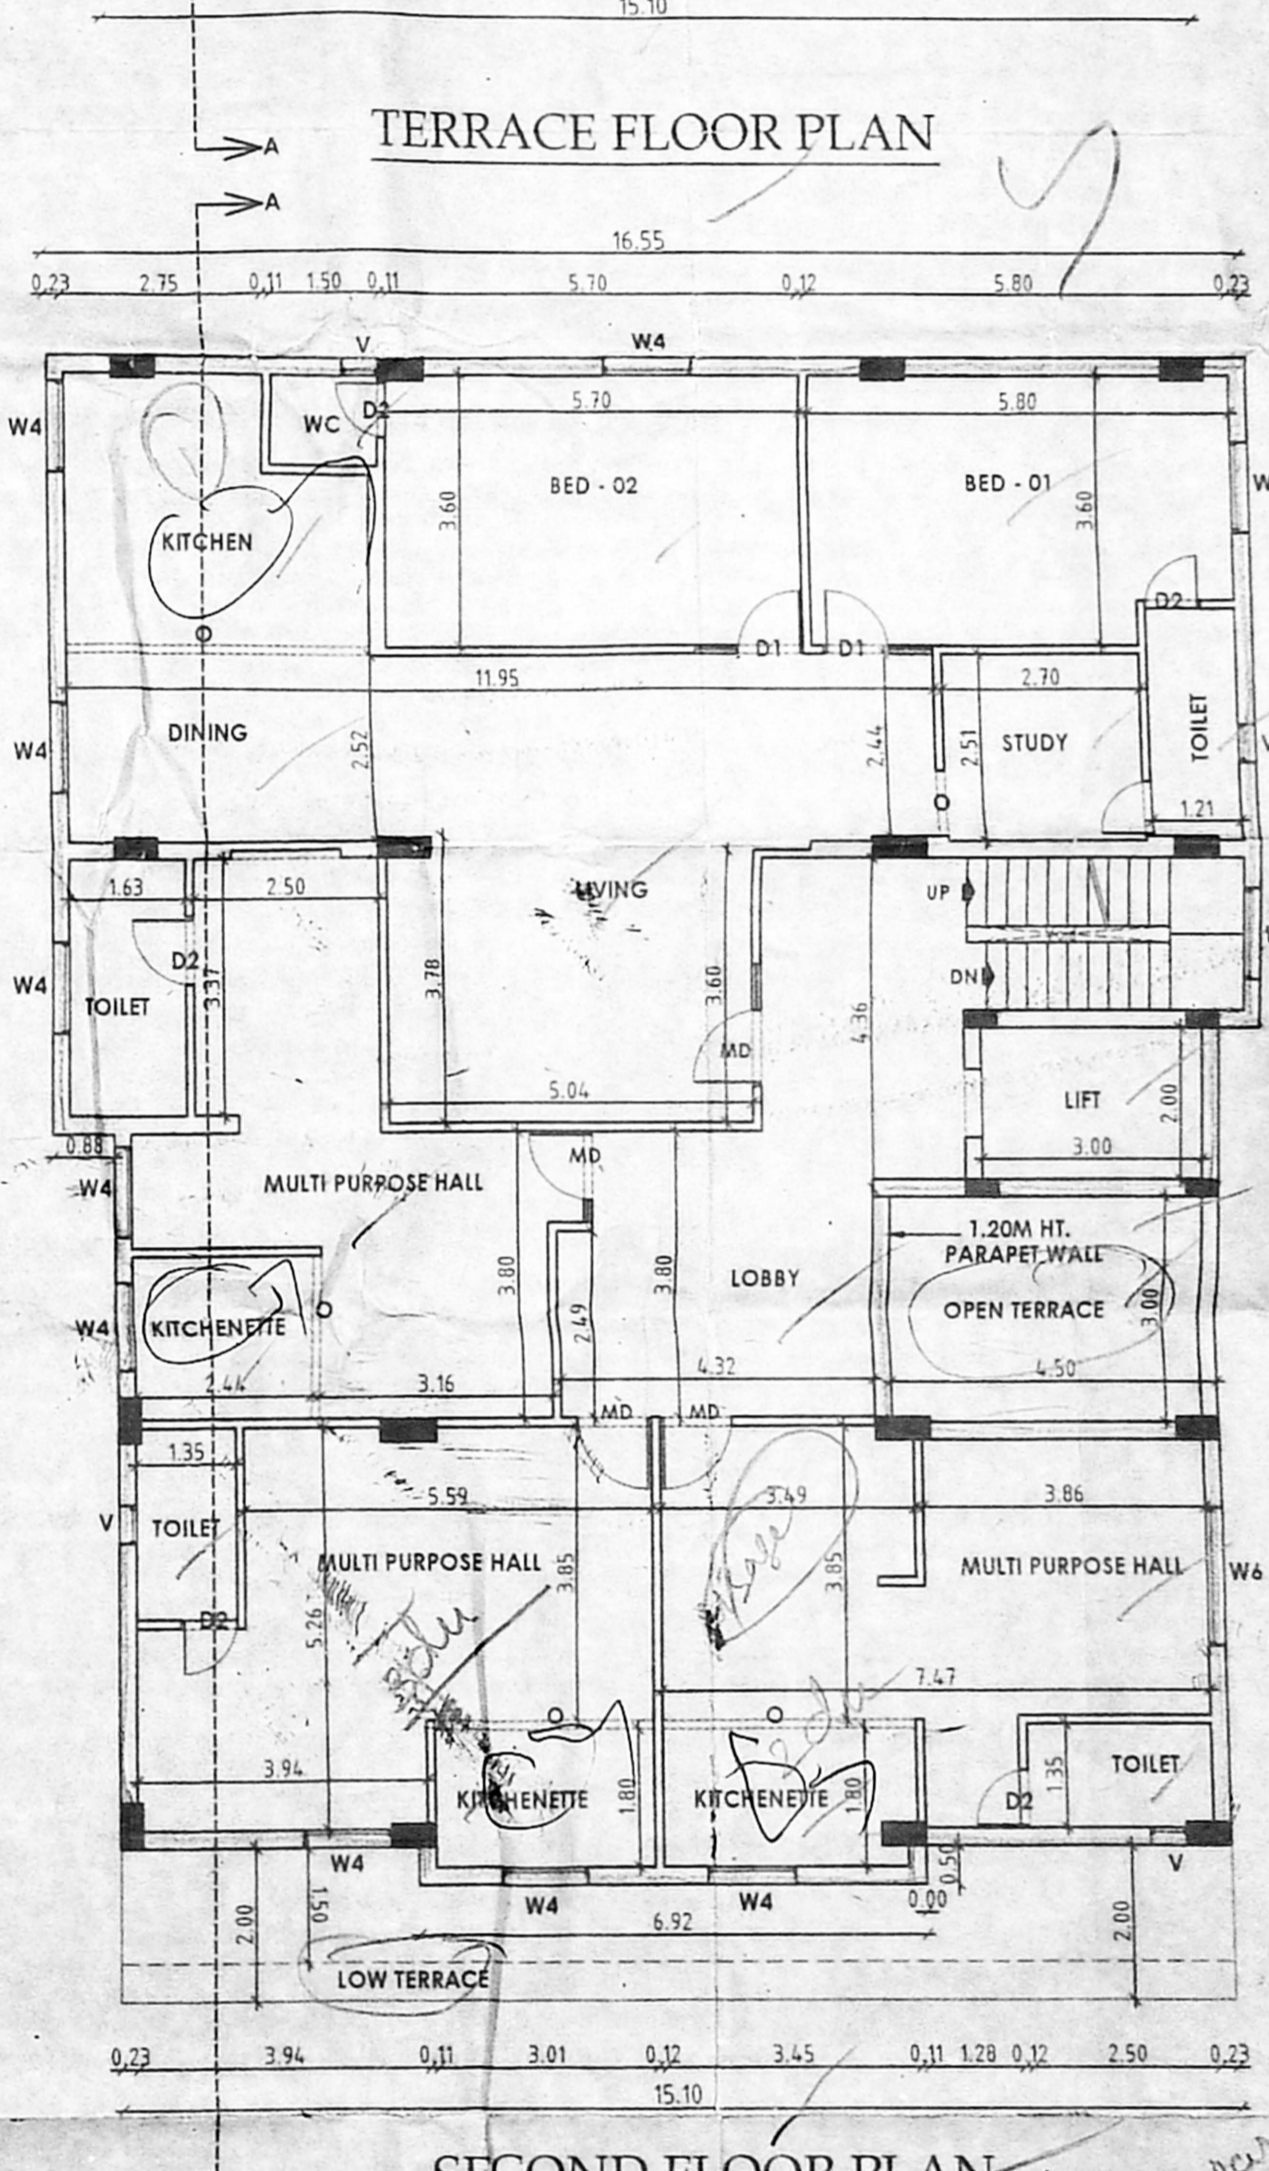 15.10
TERRACE FLOOR PLAN
A
A
16.55
0,23 2.75 0,11 1.50 0,11 5.70 0,12 5.80 0,23
V W4
5.70 5.80
W4 WC D2
BED - 02 BED - 01 W
3.60 3.60
KITCHEN
D2
O
D1 D1
11.95 2.70
DINING 2.52 2.44 2.51 STUDY TOILET
W4
O
1.21
1.63 2.50 LIVING UP
D2 3.37 3.78 3.60 DN
W4 TOILET 4.36
MD
5.04 LIFT 2.00
3.00
0.88 MD
W4 MULTI PURPOSE HALL
1.20M HT.
PARAPET WALL
3.80 3.80 LOBBY
O OPEN TERRACE 3.00
W4 KITCHENETTE 2.49
2.44 3.16 4.32 4.50
MD MD
1.35
5.59 3.49 3.86
V TOILET
MULTI PURPOSE HALL 3.85 3.85 MULTI PURPOSE HALL W6
D2 5.26
7.47
O O
3.94 1.35 TOILET
KITCHENETTE 1.80 KITCHENETTE 1.80 D2
W4 0.50 V
W4 W4 0.00
2.00 1.50 6.92 2.00
LOW TERRACE
0,23 3.94 0,11 3.01 0,12 3.45 0,11 1.28 0,12 2.50 0,23
15.10
SECOND FLOOR PLAN